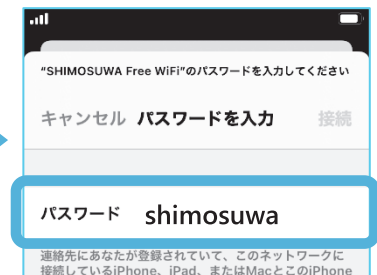 "SHIMOSUWA Free WiFi"のパスワードを入力してください
キャンセル パスワードを入力 接続
パスワード shimosuwa
連絡先にあなたが登録されていて、このネットワークに
接続しているiPhone、iPad、またはMacとこのiPhone